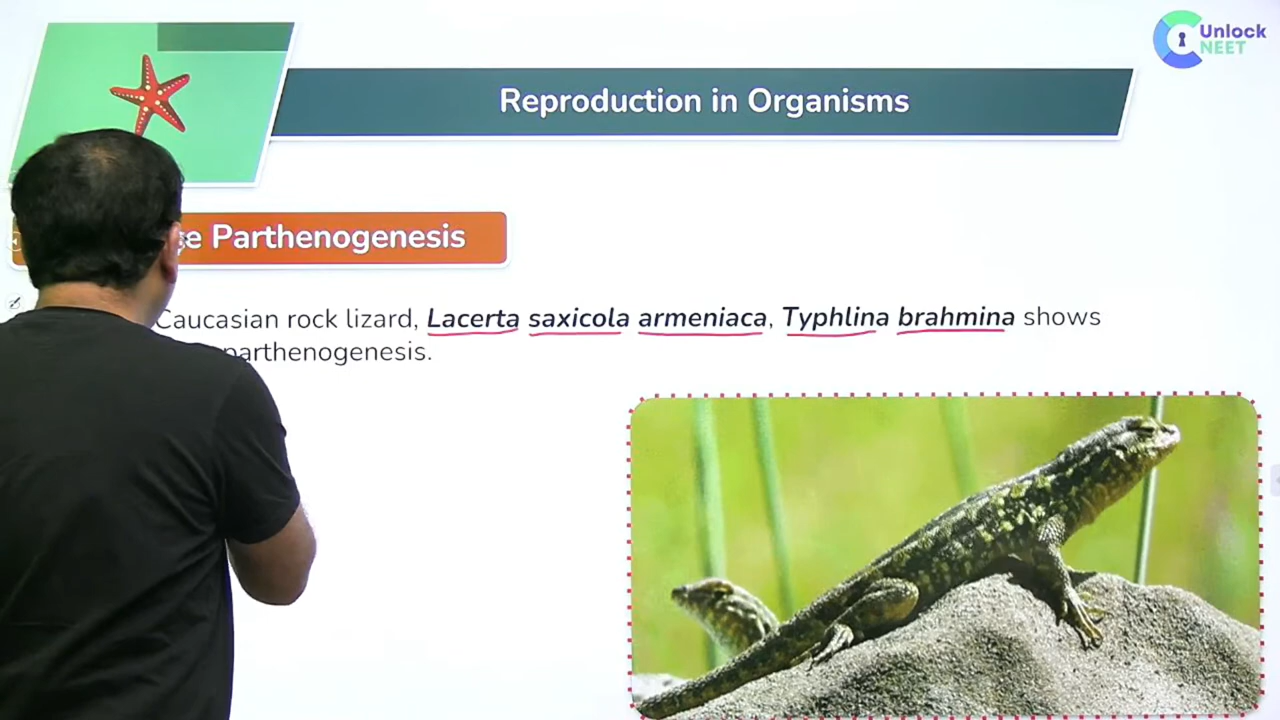 Unlock
NEET
Reproduction in Organisms
Parthenogenesis
Caucasian rock lizard, Lacerta saxicola armeniaca, Typhlina brahmina shows
parthenogenesis.